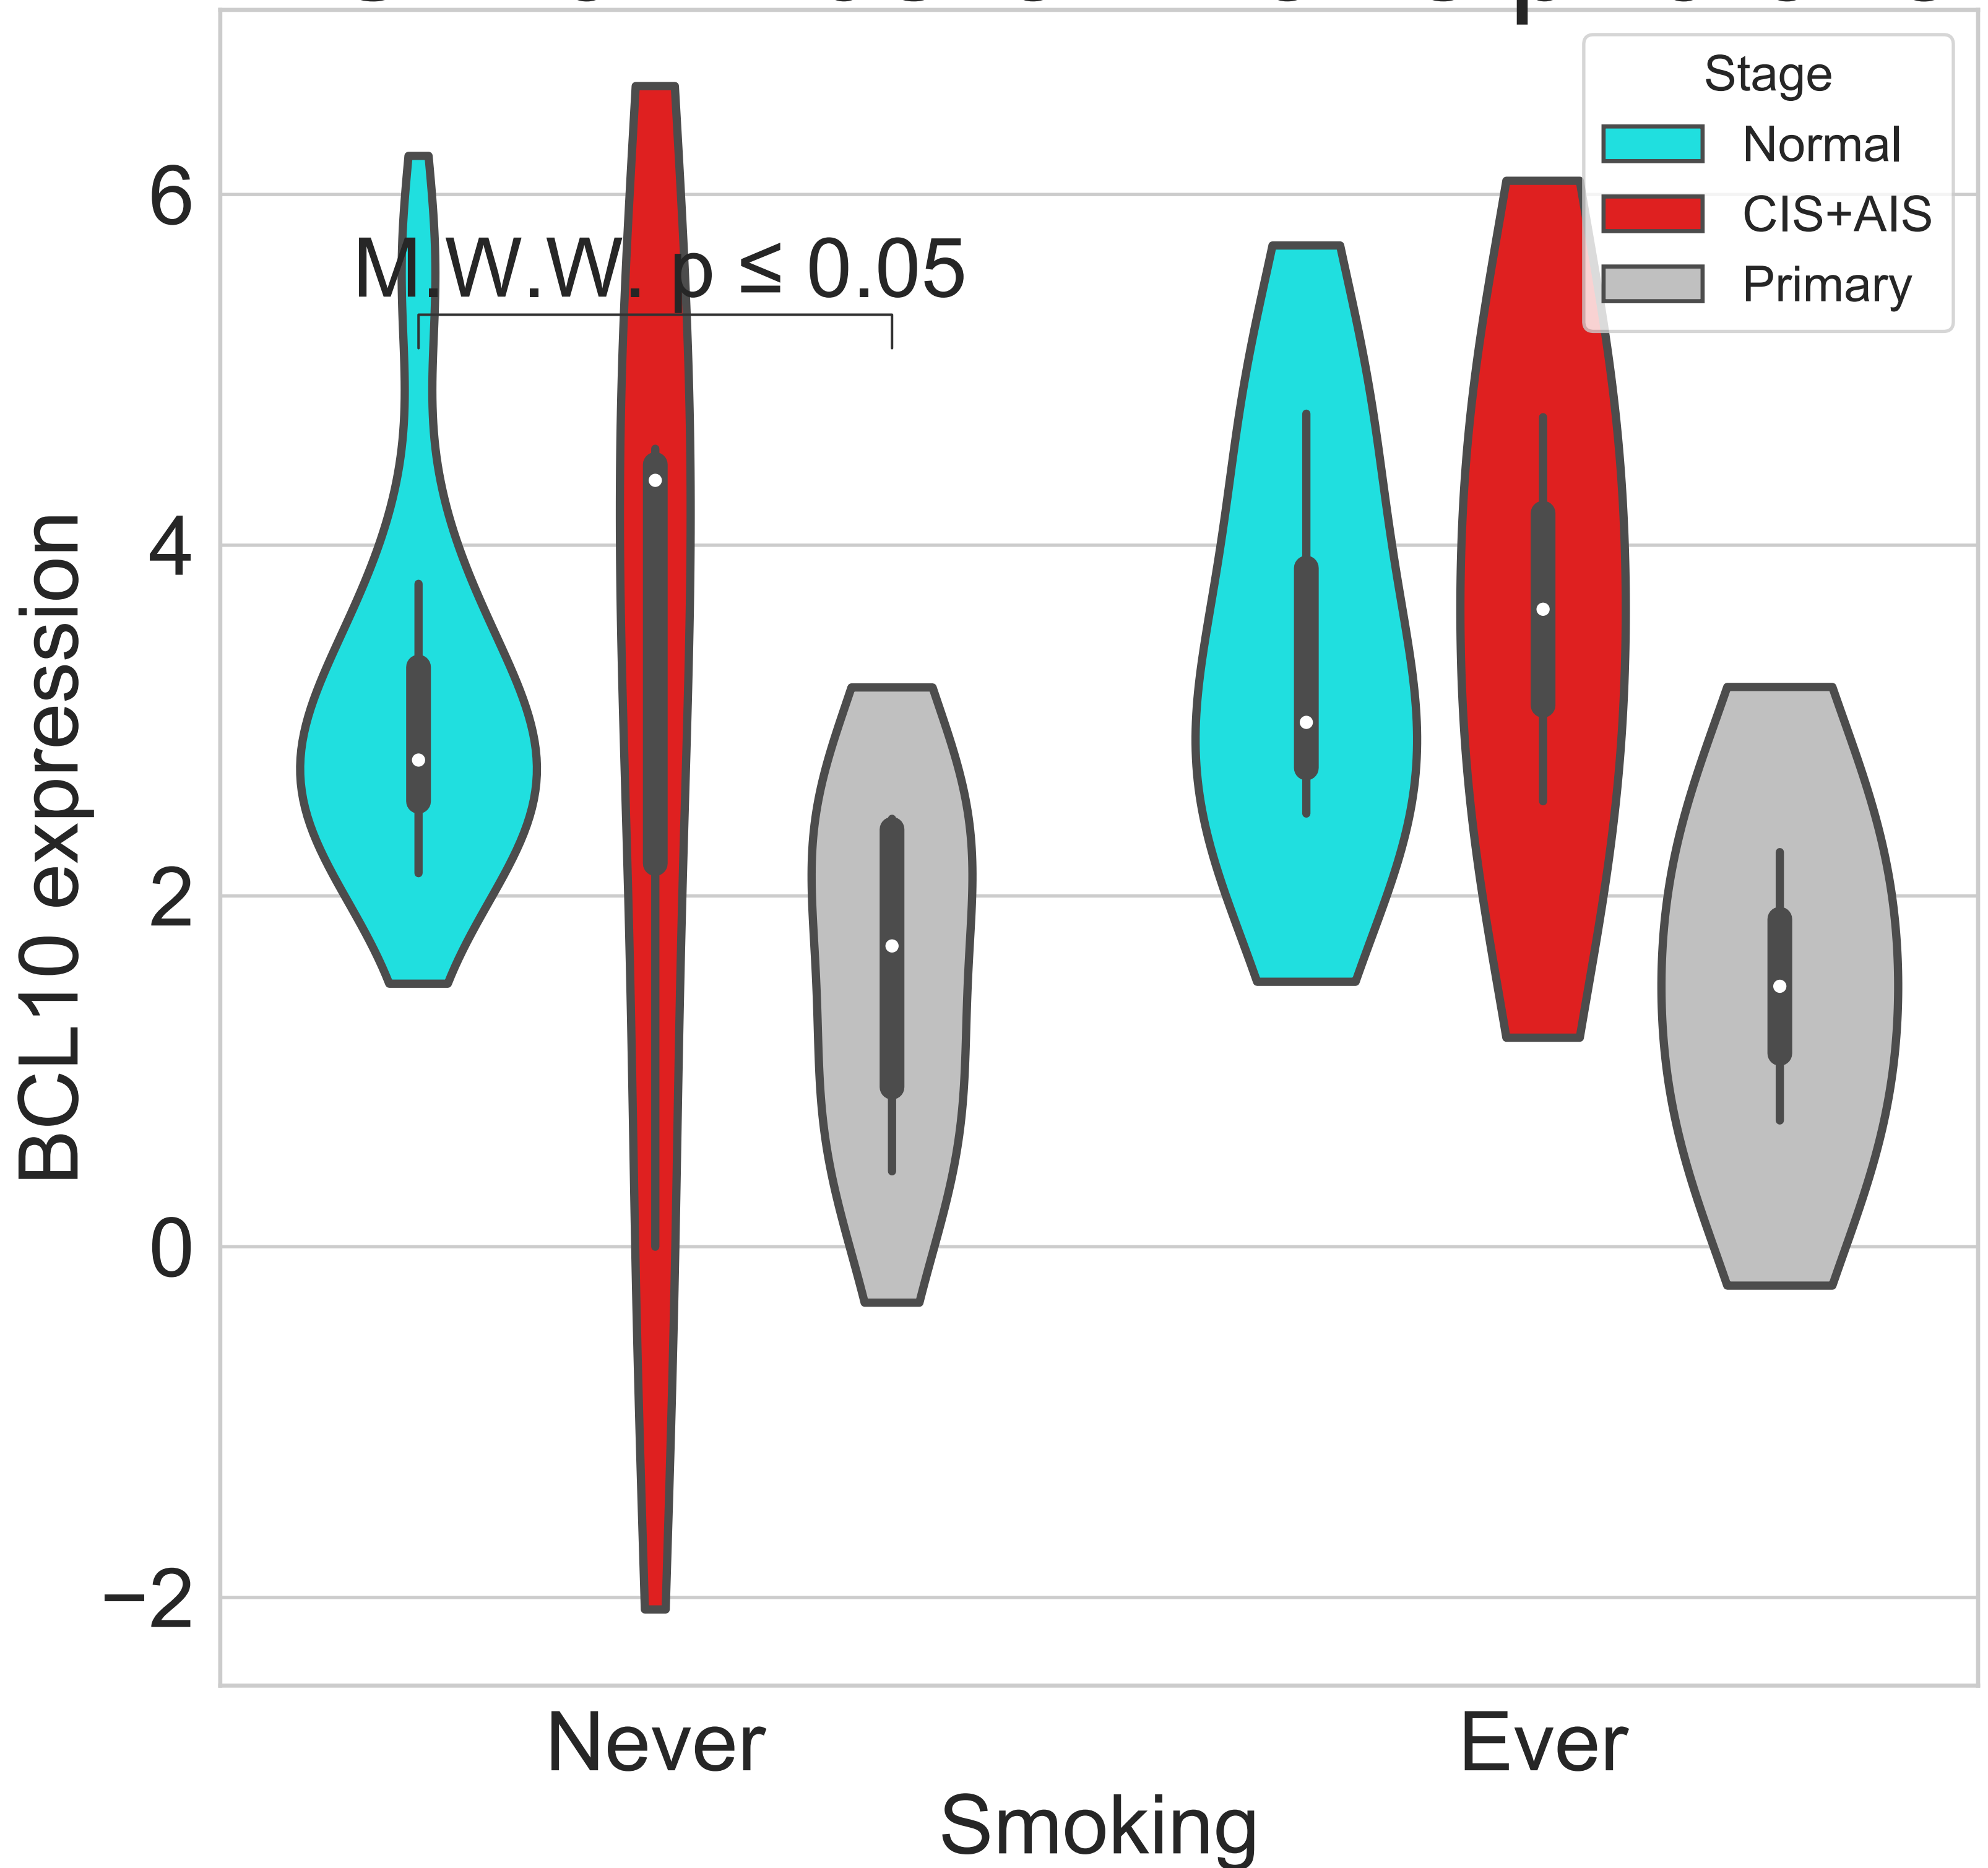 Stage
Normal
CIS+AIS
Primary
M.W.W. p ≤ 0.05
6
4
2
0
−2
BCL10 expression
Never
Ever
Smoking